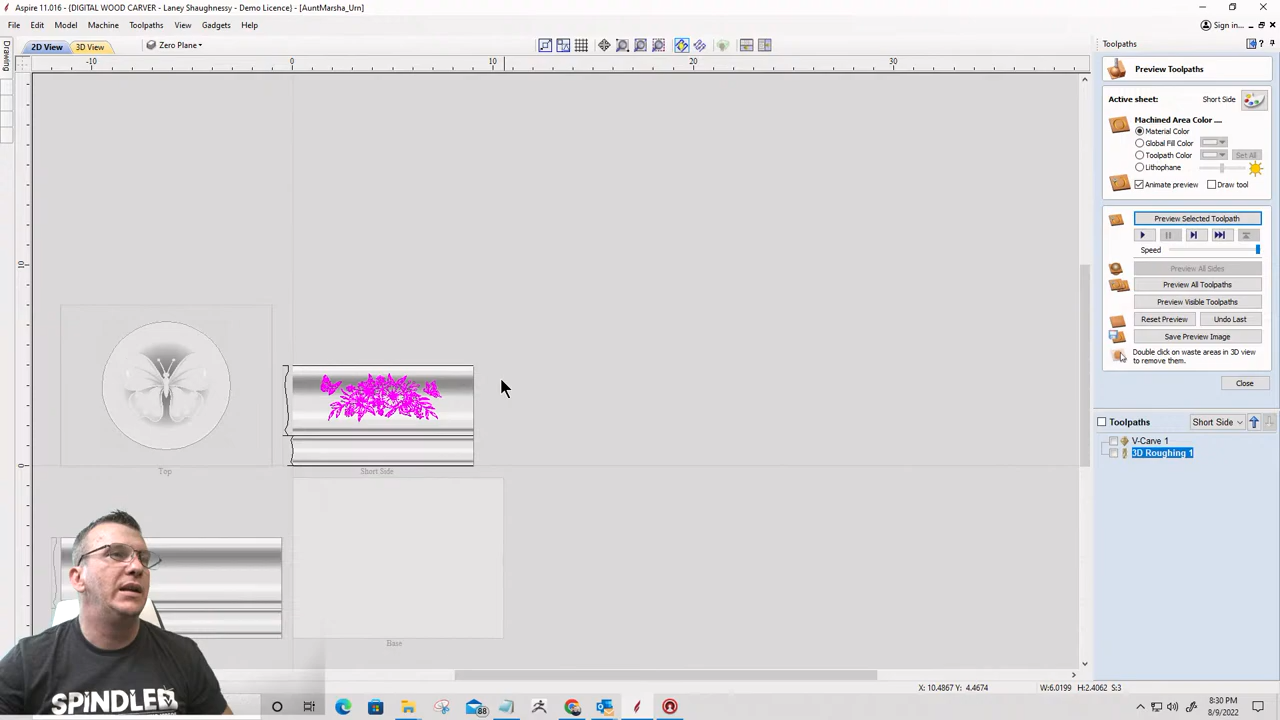 Aspire 11.016 - (DIGITAL WOOD CARVER - Laney Shaughnessy - Demo Licence) - [AuntMarsha_Urn]
File Edit Model Machine Toolpaths View Gadgets Help
Sign in...
2D View 3D View Zero Plane
Drawing
-10 0 10 20 30
10
0
Top
Short Side
Base
SPINDLE
Toolpaths
Preview Toolpaths
Active sheet: Short Side
Machined Area Color ....
Material Color
Global Fill Color
Toolpath Color Set All
Lithophane
Animate preview Draw tool
Preview Selected Toolpath
Speed
Preview All Sides
Preview All Toolpaths
Preview Visible Toolpaths
Reset Preview Undo Last
Save Preview Image
Double click on waste areas in 3D view
to remove them.
Close
Toolpaths Short Side
V-Carve 1
3D Roughing 1
X: 10.4867 Y: 4.4674 W:6.0199 H:2.4062 S:3
88
8:30 PM
8/9/2022